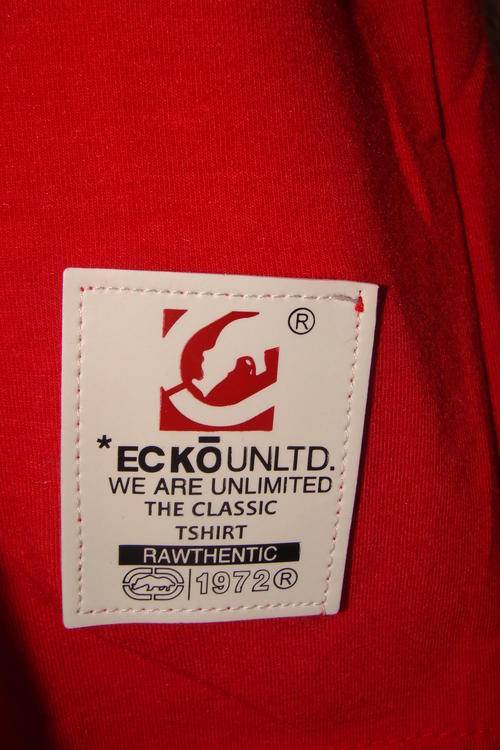 ®
*ECKŌUNLTD.
WE ARE UNLIMITED
THE CLASSIC
TSHIRT
RAWTHENTIC
1972®